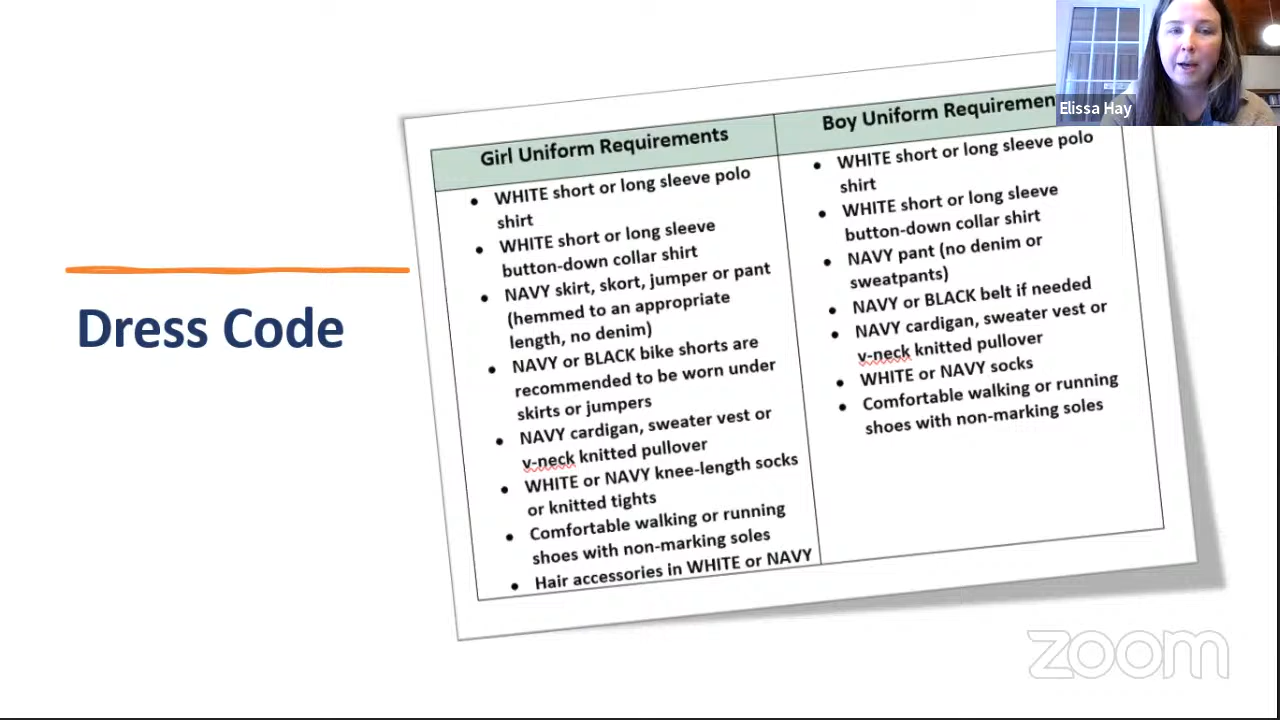 Elissa Hay
Dress Code
Girl Uniform Requirements
WHITE short or long sleeve polo
shirt
WHITE short or long sleeve
button-down collar shirt
NAVY skirt, skort, jumper or pant
(hemmed to an appropriate
length, no denim)
NAVY or BLACK bike shorts are
recommended to be worn under
skirts or jumpers
NAVY cardigan, sweater vest or
v-neck knitted pullover
WHITE or NAVY knee-length socks
or knitted tights
Comfortable walking or running
shoes with non-marking soles
Hair accessories in WHITE or NAVY
Boy Uniform
WHITE short or long sleeve polo
shirt
WHITE short or long sleeve
button-down collar shirt
NAVY pant (no denim or
sweatpants)
NAVY or BLACK belt if needed
NAVY cardigan, sweater vest or
v-neck knitted pullover
WHITE or NAVY socks
Comfortable walking or running
shoes with non-marking soles
zoom